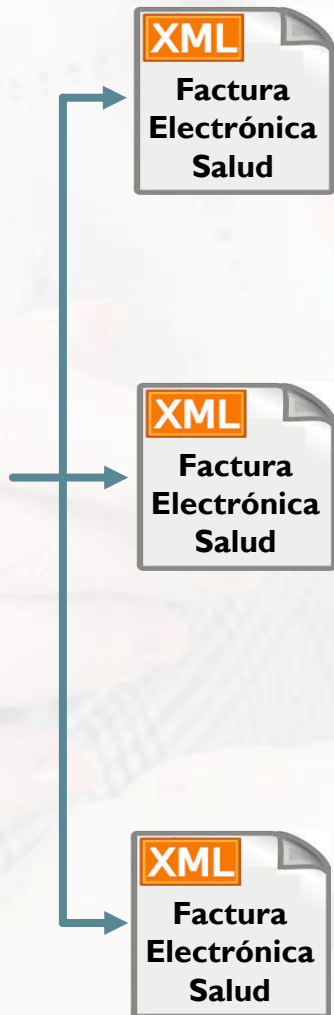 XML
Factura
Electrónica
Salud
XML
Factura
Electrónica
Salud
XML
Factura
Electrónica
Salud